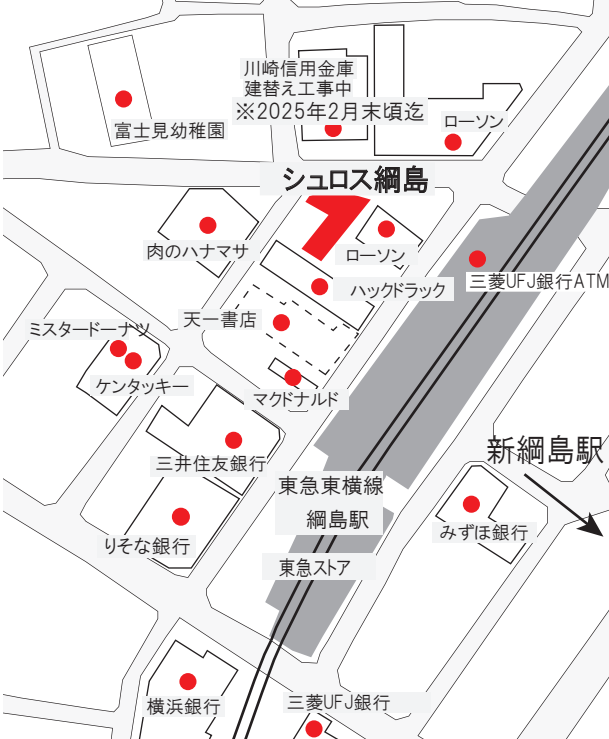 川崎信用金庫
建替え工事中
※2025年2月末頃迄
富士見幼稚園
ローソン
シュロス綱島
肉のハナマサ
ローソン
三菱UFJ銀行ATM
ハックドラック
天一書店
ミスタードーナツ
ケンタッキー
マクドナルド
三井住友銀行
新綱島駅
東急東横線
綱島駅
みずほ銀行
りそな銀行
東急ストア
横浜銀行
三菱UFJ銀行